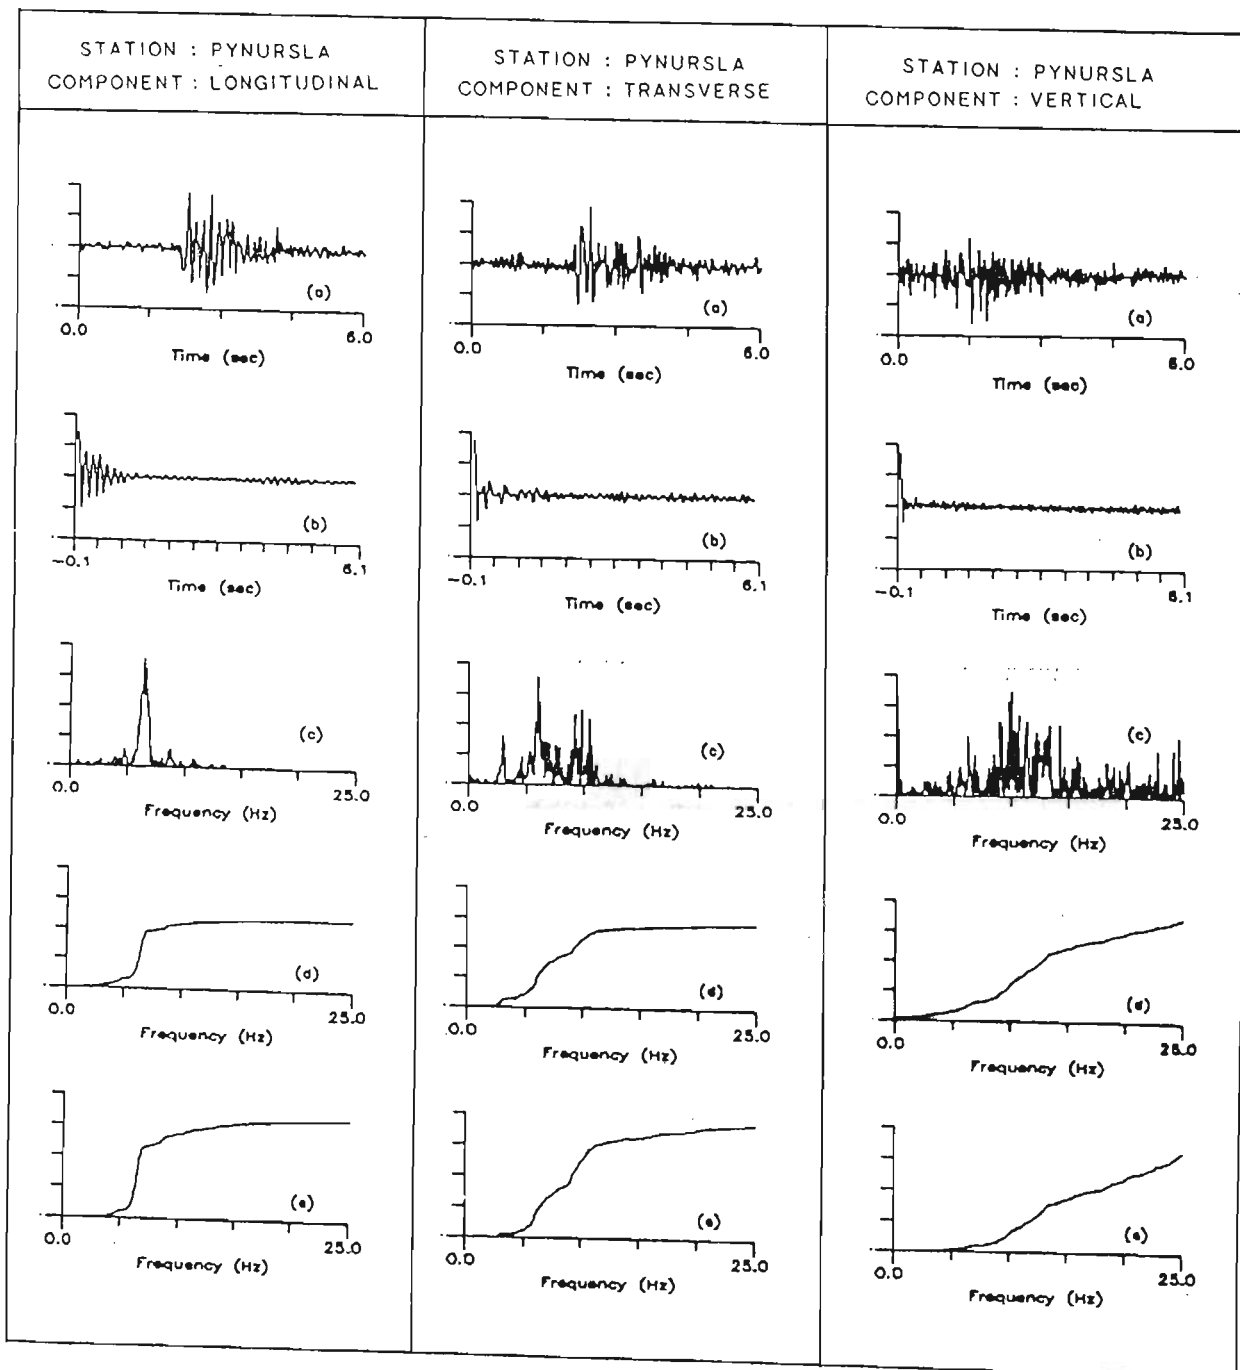 STATION : PYNURSLA
COMPONENT : LONGITUDINAL
(a)
0.0 6.0
Time (sec)
(b)
-0.1 6.1
Time (sec)
(c)
0.0 25.0
Frequency (Hz)
(d)
0.0 25.0
Frequency (Hz)
(e)
0.0 25.0
Frequency (Hz)
STATION : PYNURSLA
COMPONENT : TRANSVERSE
(a)
0.0 6.0
Time (sec)
(b)
-0.1 6.1
Time (sec)
(c)
0.0 25.0
Frequency (Hz)
(d)
0.0 25.0
Frequency (Hz)
(e)
0.0 25.0
Frequency (Hz)
STATION : PYNURSLA
COMPONENT : VERTICAL
(a)
0.0 6.0
Time (sec)
(b)
-0.1 6.1
Time (sec)
(c)
0.0 25.0
Frequency (Hz)
(d)
0.0 25.0
Frequency (Hz)
(e)
0.0 25.0
Frequency (Hz)